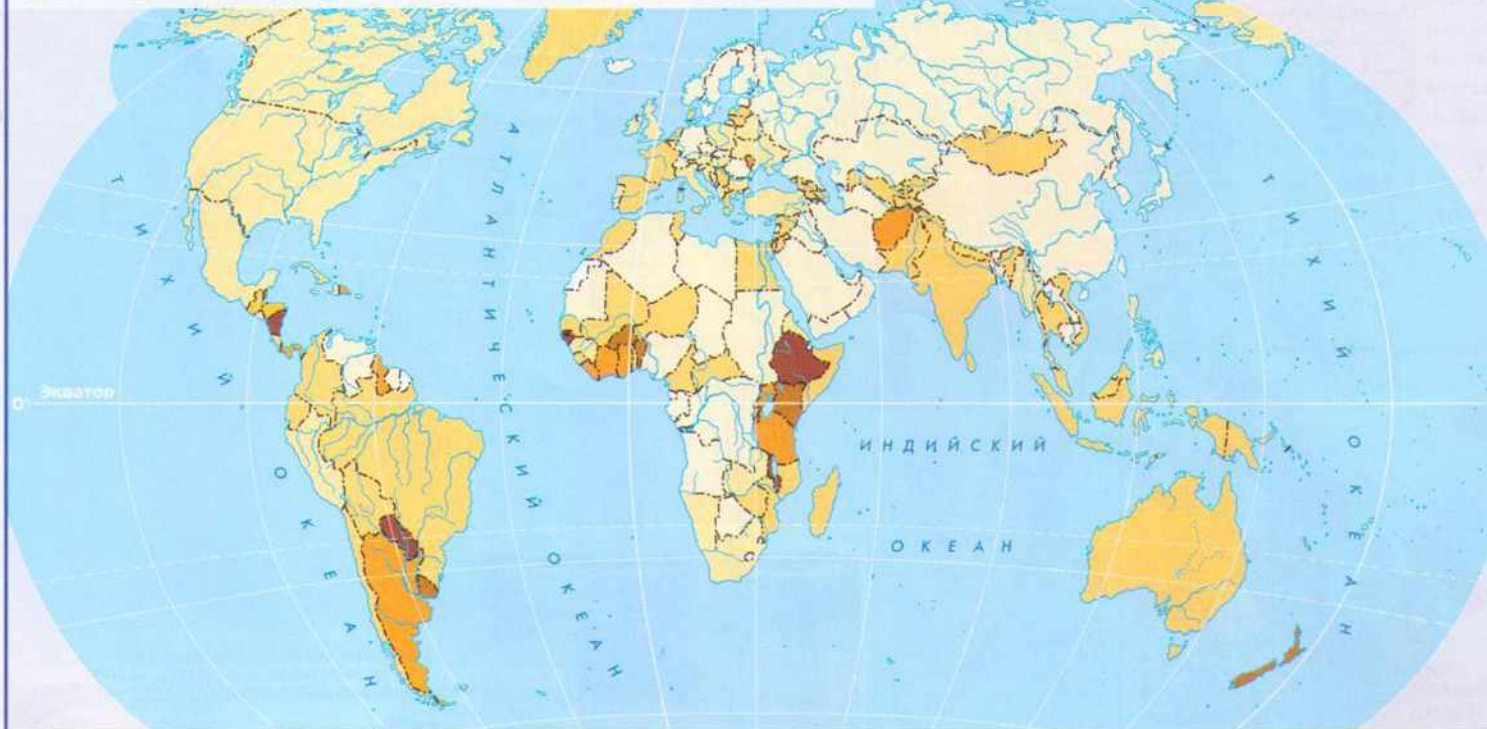 АТЛАНТИЧЕСКИЙ
ОКЕАН
ТИХИЙ
ОКЕАН
0° Экватор
ИНДИЙСКИЙ
ОКЕАН
ТИХИЙ
ОКЕАН